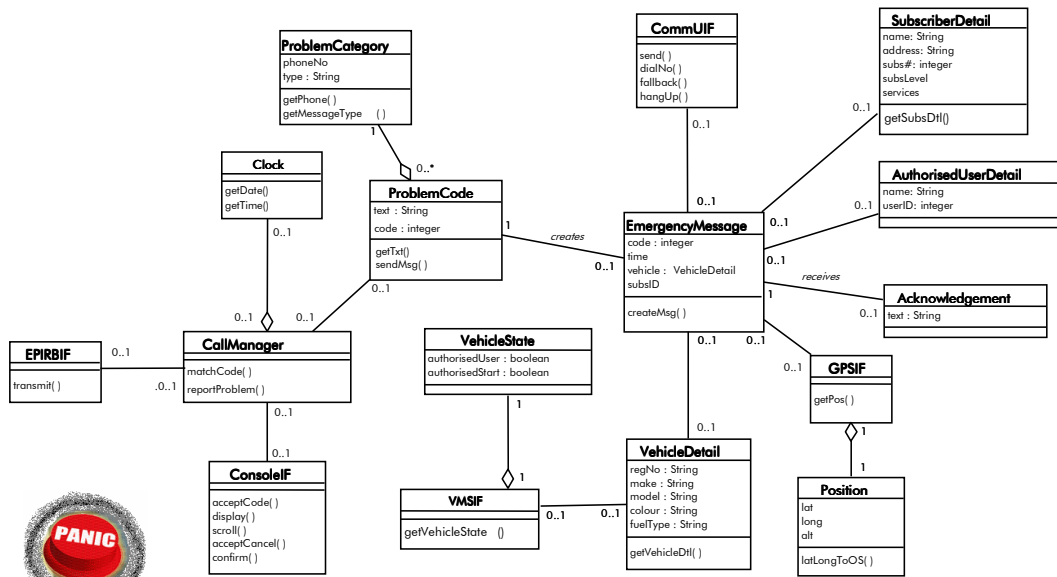 SubscriberDetail
name: String
address: String
subs#: integer
subsLevel
services
getSubsDtl()
CommUIF
send( )
dialNo( )
fallback( )
hangUp( )
ProblemCategory
phoneNo
type : String
getPhone( )
getMessageType ( )
1
0..*
0..1
0..1
Clock
getDate()
getTime()
0..1
ProblemCode
text : String
code : integer
getTxt()
sendMsg( )
0..1
1
creates
0..1
AuthorisedUserDetail
name: String
userID: integer
0..1
0..1
EmergencyMessage
code : integer
time
vehicle : VehicleDetail
subsID
createMsg( )
0..1
0..1
1
receives
0..1
Acknowledgement
text : String
0..1
0..1
CallManager
matchCode( )
reportProblem( )
EPIRBIF
transmit( )
0..1
.0..1
0..1
VehicleState
authorisedUser : boolean
authorisedStart : boolean
1
0..1
0..1
0..1
GPSIF
getPos( )
1
0..1
ConsoleIF
acceptCode( )
display( )
scroll( )
acceptCancel( )
confirm( )
1
VMSIF
getVehicleState ()
0..1
0..1
0..1
VehicleDetail
regNo : String
make : String
model : String
colour : String
fuelType : String
getVehicleDtl( )
1
Position
lat
long
alt
latLongToOS( )
PANIC